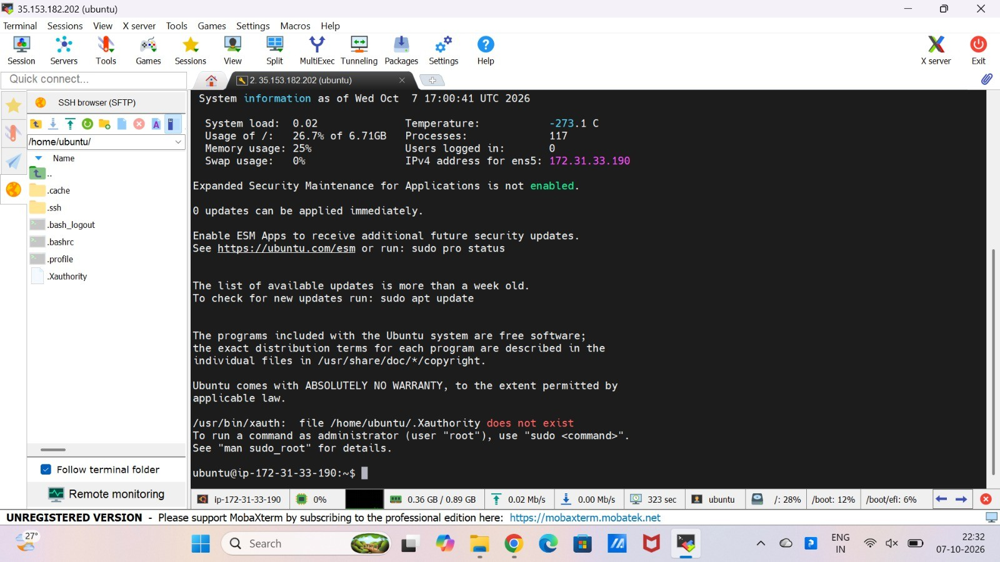 35.153.182.202 (ubuntu)
Terminal Sessions View X server Tools Games Settings Macros Help
Session Servers Tools Games Sessions View Split MultiExec Tunneling Packages Settings Help X server Exit
Quick connect...
2. 35.153.182.202 (ubuntu)
SSH browser (SFTP)
/home/ubuntu/
Name
..
.cache
.ssh
.bash_logout
.bashrc
.profile
.Xauthority
Follow terminal folder
Remote monitoring
System information as of Wed Oct  7 17:00:41 UTC 2026
System load:  0.02 Temperature: -273.1 C
Usage of /:   26.7% of 6.71GB Processes: 117
Memory usage: 25% Users logged in: 0
Swap usage:   0% IPv4 address for ens5: 172.31.33.190
Expanded Security Maintenance for Applications is not enabled.
0 updates can be applied immediately.
Enable ESM Apps to receive additional future security updates.
See https://ubuntu.com/esm or run: sudo pro status
The list of available updates is more than a week old.
To check for new updates run: sudo apt update
The programs included with the Ubuntu system are free software;
the exact distribution terms for each program are described in the
individual files in /usr/share/doc/*/copyright.
Ubuntu comes with ABSOLUTELY NO WARRANTY, to the extent permitted by
applicable law.
/usr/bin/xauth:  file /home/ubuntu/.Xauthority does not exist
To run a command as administrator (user "root"), use "sudo <command>".
See "man sudo_root" for details.
ubuntu@ip-172-31-33-190:~$
ip-172-31-33-190 0% 0.36 GB / 0.89 GB 0.02 Mb/s 0.00 Mb/s 323 sec ubuntu /: 28% /boot: 12% /boot/efi: 6%
UNREGISTERED VERSION - Please support MobaXterm by subscribing to the professional edition here: https://mobaxterm.mobatek.net
27°
Search
ENG
IN
22:32
07-10-2026